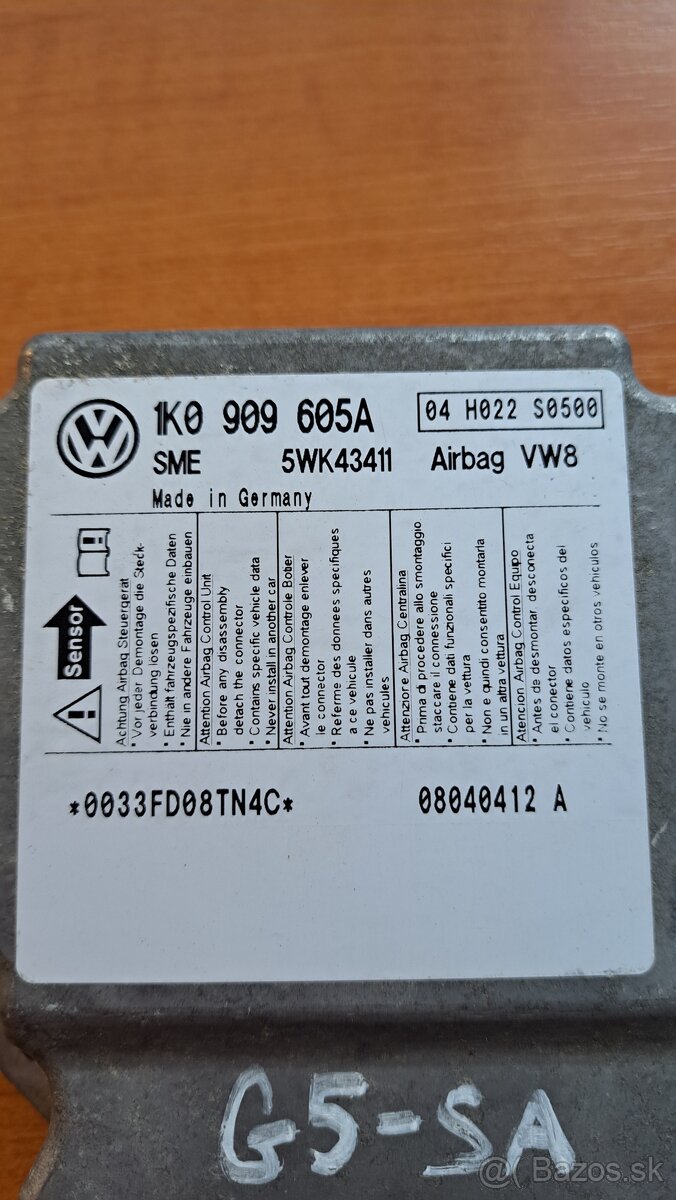 1K0 909 605A
04 H022 S0500
SME 5WK43411 Airbag VW8
Made in Germany
Sensor
Achtung Airbag Steuergerät
• Vor jeder Demontage die Steck-
verbindung lösen
• Enthält fahrzeugspezifische Daten
• Nie in andere Fahrzeuge einbauen
Attention Airbag Control Unit
• Before any disassembly
detach the connector
• Contains specific vehicle data
• Never install in another car
Attention Airbag Controle Boitier
• Avant tout demontage enlever
le connector
• Referme des donnees specifiques
a ce vehicule
• Ne pas installer dans autres
vehicules
Attenzione Airbag Centralina
• Prima di procedere allo smontaggio
staccare il connessione
• Contiene dati funzionali specifici
per la vettura
• Non e quindi consentito montarla
in un altra vettura
Atencion Airbag Control Equipo
• Antes de desmontar desconecta
el conector
• Contiene datos especificos del
vehiculo
• No se monte en otros vehiculos
*0033FD08TN4C* 08040412 A
G5-SA
@Bazos.sk